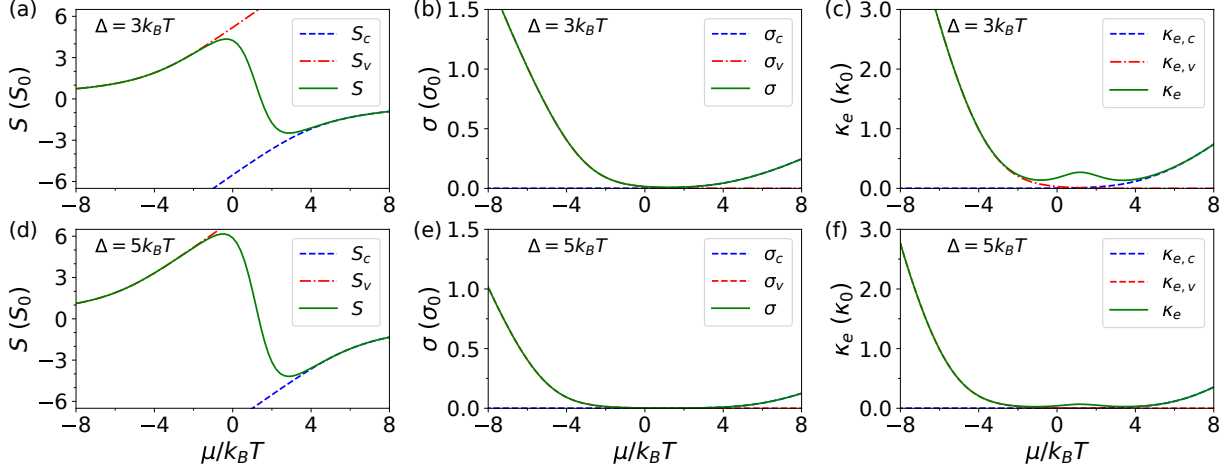 (a)
Δ = 3k_BT
S_c
S_v
S
S (S_0)
6
3
0
−3
−6
−8
−4
0
4
8
(b)
Δ = 3k_BT
σ_c
σ_v
σ
σ (σ_0)
1.5
1.0
0.5
0.0
−8
−4
0
4
8
(c)
Δ = 3k_BT
κ_{e,c}
κ_{e,v}
κ_e
κ_e (κ_0)
3.0
2.0
1.0
0.0
−8
−4
0
4
8
(d)
Δ = 5k_BT
S_c
S_v
S
S (S_0)
6
3
0
−3
−6
−8
−4
0
4
8
μ/k_BT
(e)
Δ = 5k_BT
σ_c
σ_v
σ
σ (σ_0)
1.5
1.0
0.5
0.0
−8
−4
0
4
8
μ/k_BT
(f)
Δ = 5k_BT
κ_{e,c}
κ_{e,v}
κ_e
κ_e (κ_0)
3.0
2.0
1.0
0.0
−8
−4
0
4
8
μ/k_BT